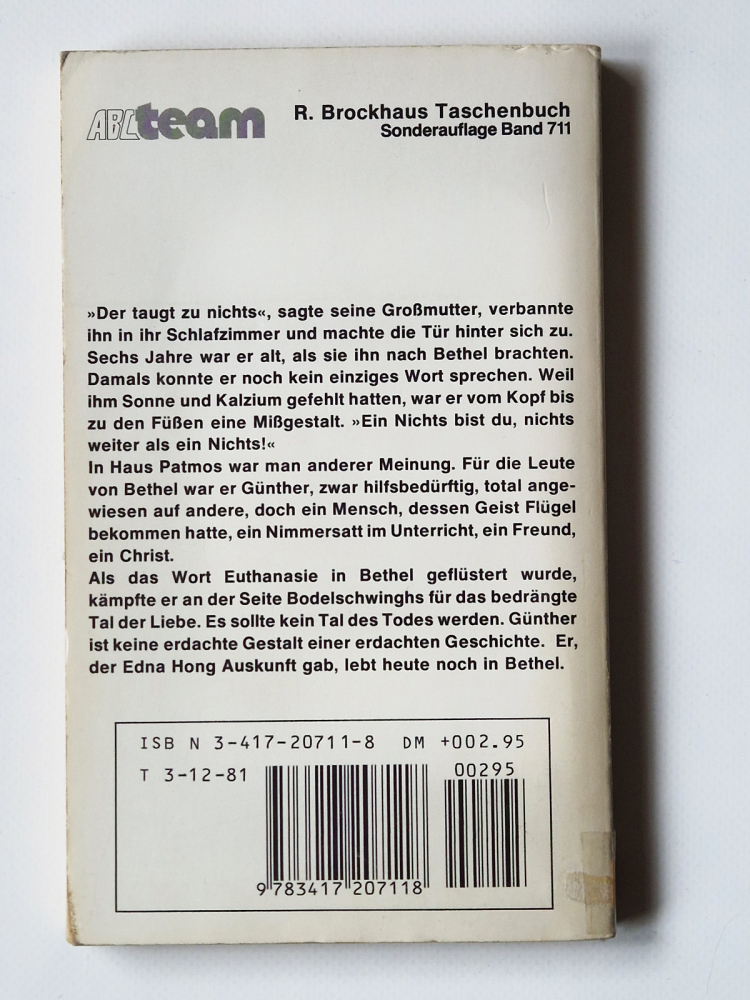 ABCteam
R. Brockhaus Taschenbuch
Sonderauflage Band 711
»Der taugt zu nichts«, sagte seine Großmutter, verbannte
ihn in ihr Schlafzimmer und machte die Tür hinter sich zu.
Sechs Jahre war er alt, als sie ihn nach Bethel brachten.
Damals konnte er noch kein einziges Wort sprechen. Weil
ihm Sonne und Kalzium gefehlt hatten, war er vom Kopf bis
zu den Füßen eine Mißgestalt. »Ein Nichts bist du, nichts
weiter als ein Nichts!«
In Haus Patmos war man anderer Meinung. Für die Leute
von Bethel war er Günther, zwar hilfsbedürftig, total ange-
wiesen auf andere, doch ein Mensch, dessen Geist Flügel
bekommen hatte, ein Nimmersatt im Unterricht, ein Freund,
ein Christ.
Als das Wort Euthanasie in Bethel geflüstert wurde,
kämpfte er an der Seite Bodelschwinghs für das bedrängte
Tal der Liebe. Es sollte kein Tal des Todes werden. Günther
ist keine erdachte Gestalt einer erdachten Geschichte. Er,
der Edna Hong Auskunft gab, lebt heute noch in Bethel.
ISB N 3-417-20711-8 DM +002.95
T 3-12-81 00295
9 783417 207118